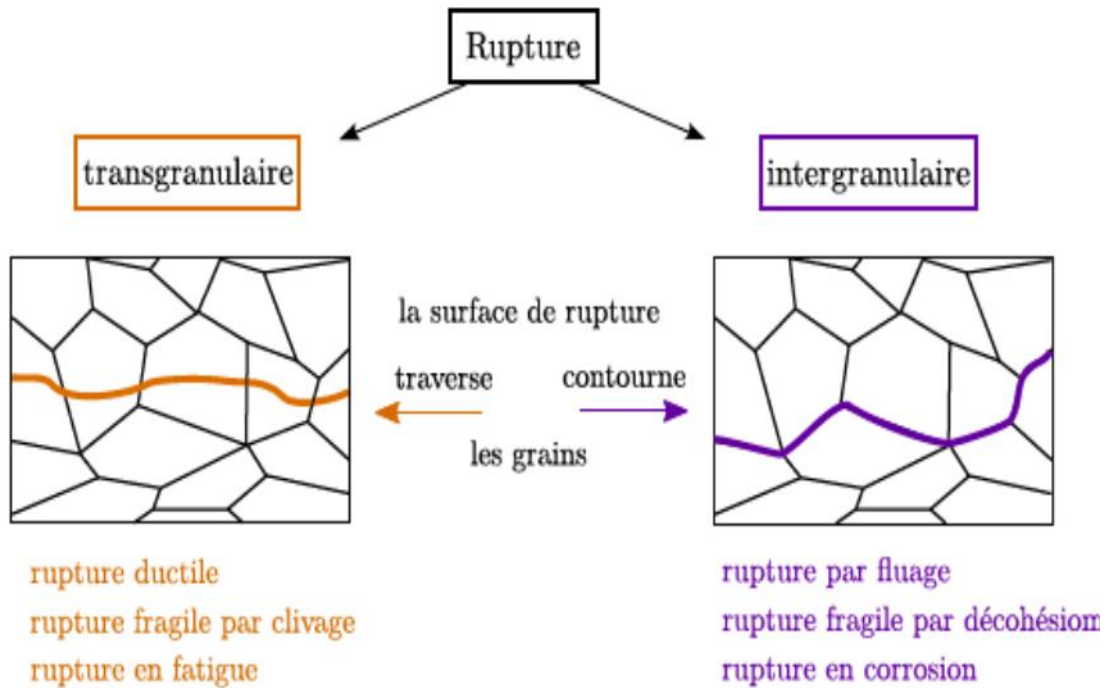 Rupture
transgranulaire
intergranulaire
la surface de rupture
traverse
contourne
les grains
rupture ductile
rupture fragile par clivage
rupture en fatigue
rupture par fluage
rupture fragile par décohésiom
rupture en corrosion